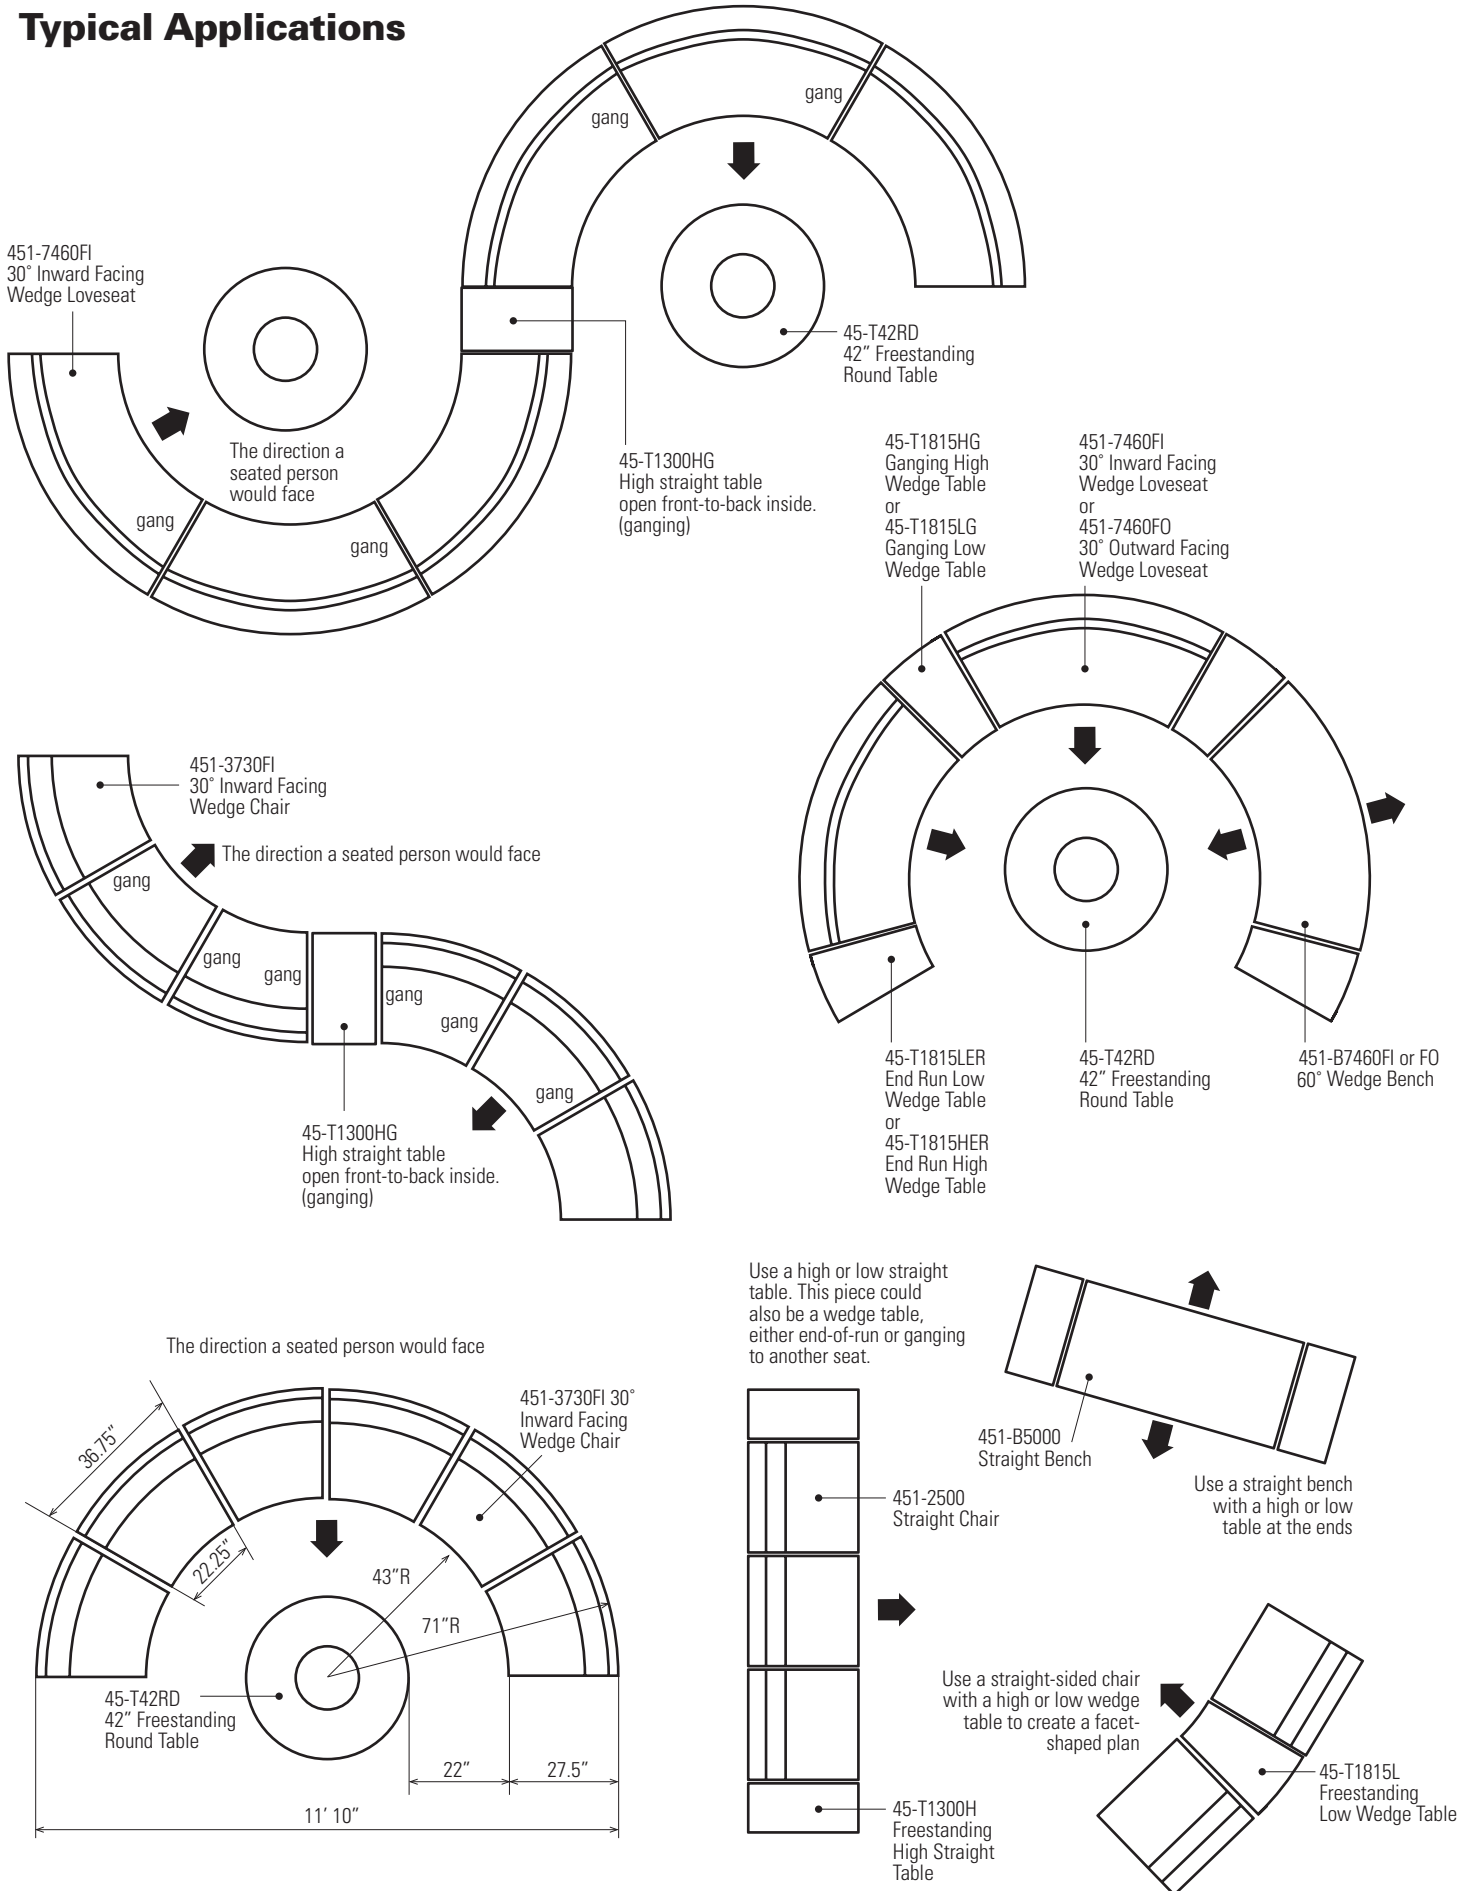 Typical Applications
gang
gang
451-7460FI
30˚ Inward Facing
Wedge Loveseat
45-T42RD
42” Freestanding
Round Table
The direction a
seated person
would face
45-T1300HG
High straight table
open front-to-back inside.
(ganging)
gang
gang
45-T1815HG
Ganging High
Wedge Table
or
45-T1815LG
Ganging Low
Wedge Table
451-7460FI
30˚ Inward Facing
Wedge Loveseat
or
451-7460FO
30˚ Outward Facing
Wedge Loveseat
451-3730FI
30˚ Inward Facing
Wedge Chair
The direction a seated person would face
gang
gang
gang
gang
gang
gang
45-T1300HG
High straight table
open front-to-back inside.
(ganging)
45-T1815LER
End Run Low
Wedge Table
or
45-T1815HER
End Run High
Wedge Table
45-T42RD
42” Freestanding
Round Table
451-B7460FI or FO
60˚ Wedge Bench
The direction a seated person would face
36.75”
22.25”
451-3730FI 30˚
Inward Facing
Wedge Chair
43”R
71”R
45-T42RD
42” Freestanding
Round Table
22”
27.5”
11’ 10”
Use a high or low straight
table. This piece could
also be a wedge table,
either end-of-run or ganging
to another seat.
451-B5000
Straight Bench
Use a straight bench
with a high or low
table at the ends
451-2500
Straight Chair
45-T1300H
Freestanding
High Straight
Table
Use a straight-sided chair
with a high or low wedge
table to create a facet-
shaped plan
45-T1815L
Freestanding
Low Wedge Table